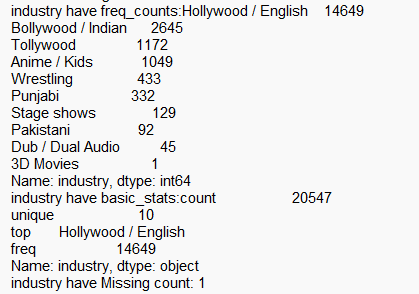 industry have freq_counts:Hollywood / English 14649
Bollywood / Indian 2645
Tollywood 1172
Anime / Kids 1049
Wrestling 433
Punjabi 332
Stage shows 129
Pakistani 92
Dub / Dual Audio 45
3D Movies 1
Name: industry, dtype: int64
industry have basic_stats:count 20547
unique 10
top Hollywood / English
freq 14649
Name: industry, dtype: object
industry have Missing count: 1